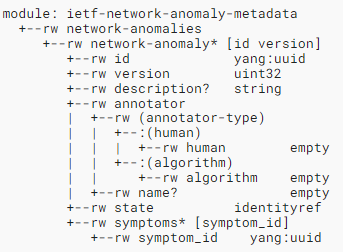 module: ietf-network-anomaly-metadata
  +--rw network-anomalies
     +--rw network-anomaly* [id version]
        +--rw id             yang:uuid
        +--rw version        uint32
        +--rw description?   string
        +--rw annotator
        |  +--rw (annotator-type)
        |  |  +--:(human)
        |  |  |  +--rw human        empty
        |  |  +--:(algorithm)
        |  |     +--rw algorithm    empty
        |  +--rw name?              empty
        +--rw state          identityref
        +--rw symptoms* [symptom_id]
           +--rw symptom_id    yang:uuid